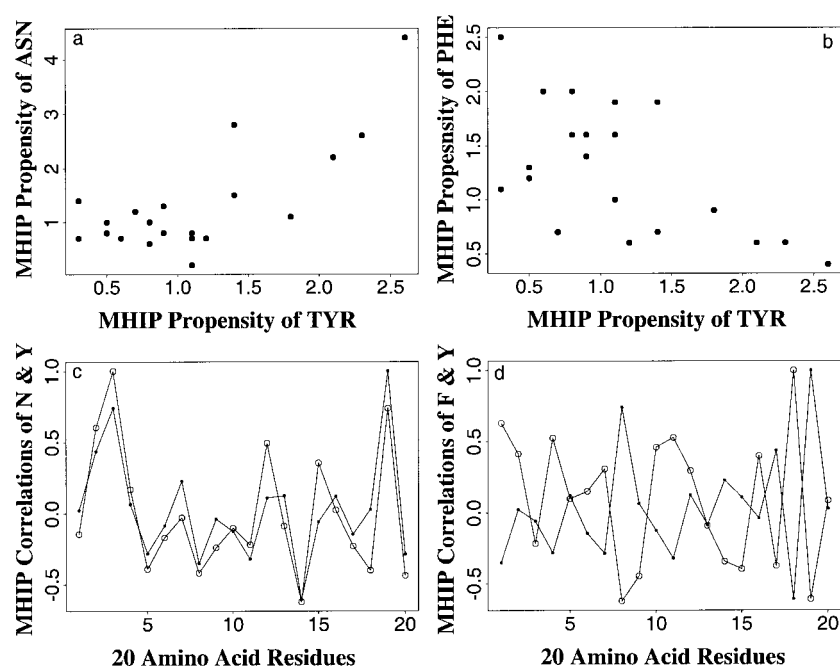 a
MHIP Propensity of ASN
4
3
2
1
0.5 1.0 1.5 2.0 2.5
MHIP Propensity of TYR
b
MHIP Propesnsity of PHE
2.5
2.0
1.5
1.0
0.5
0.5 1.0 1.5 2.0 2.5
MHIP Propensity of TYR
c
MHIP Correlations of N & Y
1.0
0.5
0.0
-0.5
5 10 15 20
20 Amino Acid Residues
d
MHIP Correlations of F & Y
1.0
0.5
0.0
-0.5
5 10 15 20
20 Amino Acid Residues